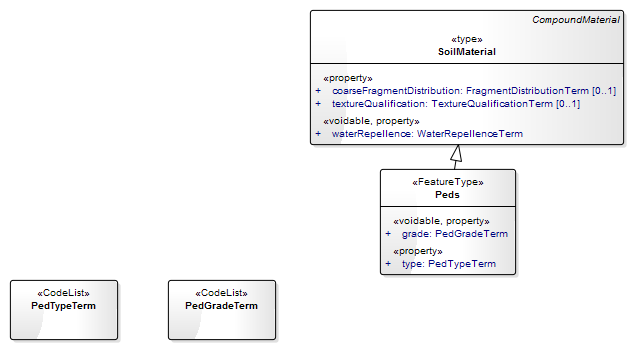 CompoundMaterial
«type»
SoilMaterial
«property»
+ coarseFragmentDistribution: FragmentDistributionTerm [0..1]
+ textureQualification: TextureQualificationTerm [0..1]
«voidable, property»
+ waterRepellence: WaterRepellenceTerm
«FeatureType»
Peds
«voidable, property»
+ grade: PedGradeTerm
«property»
+ type: PedTypeTerm
«CodeList»
PedTypeTerm
«CodeList»
PedGradeTerm